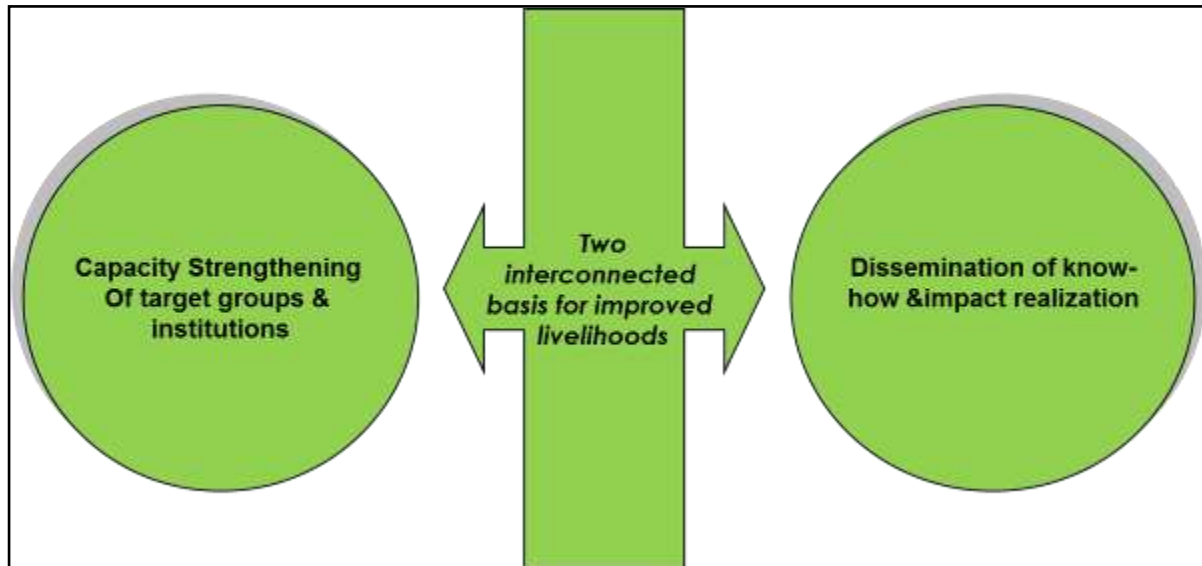 Capacity Strengthening
Of target groups &
institutions
Two
interconnected
basis for improved
livelihoods
Dissemination of know-
how &impact realization